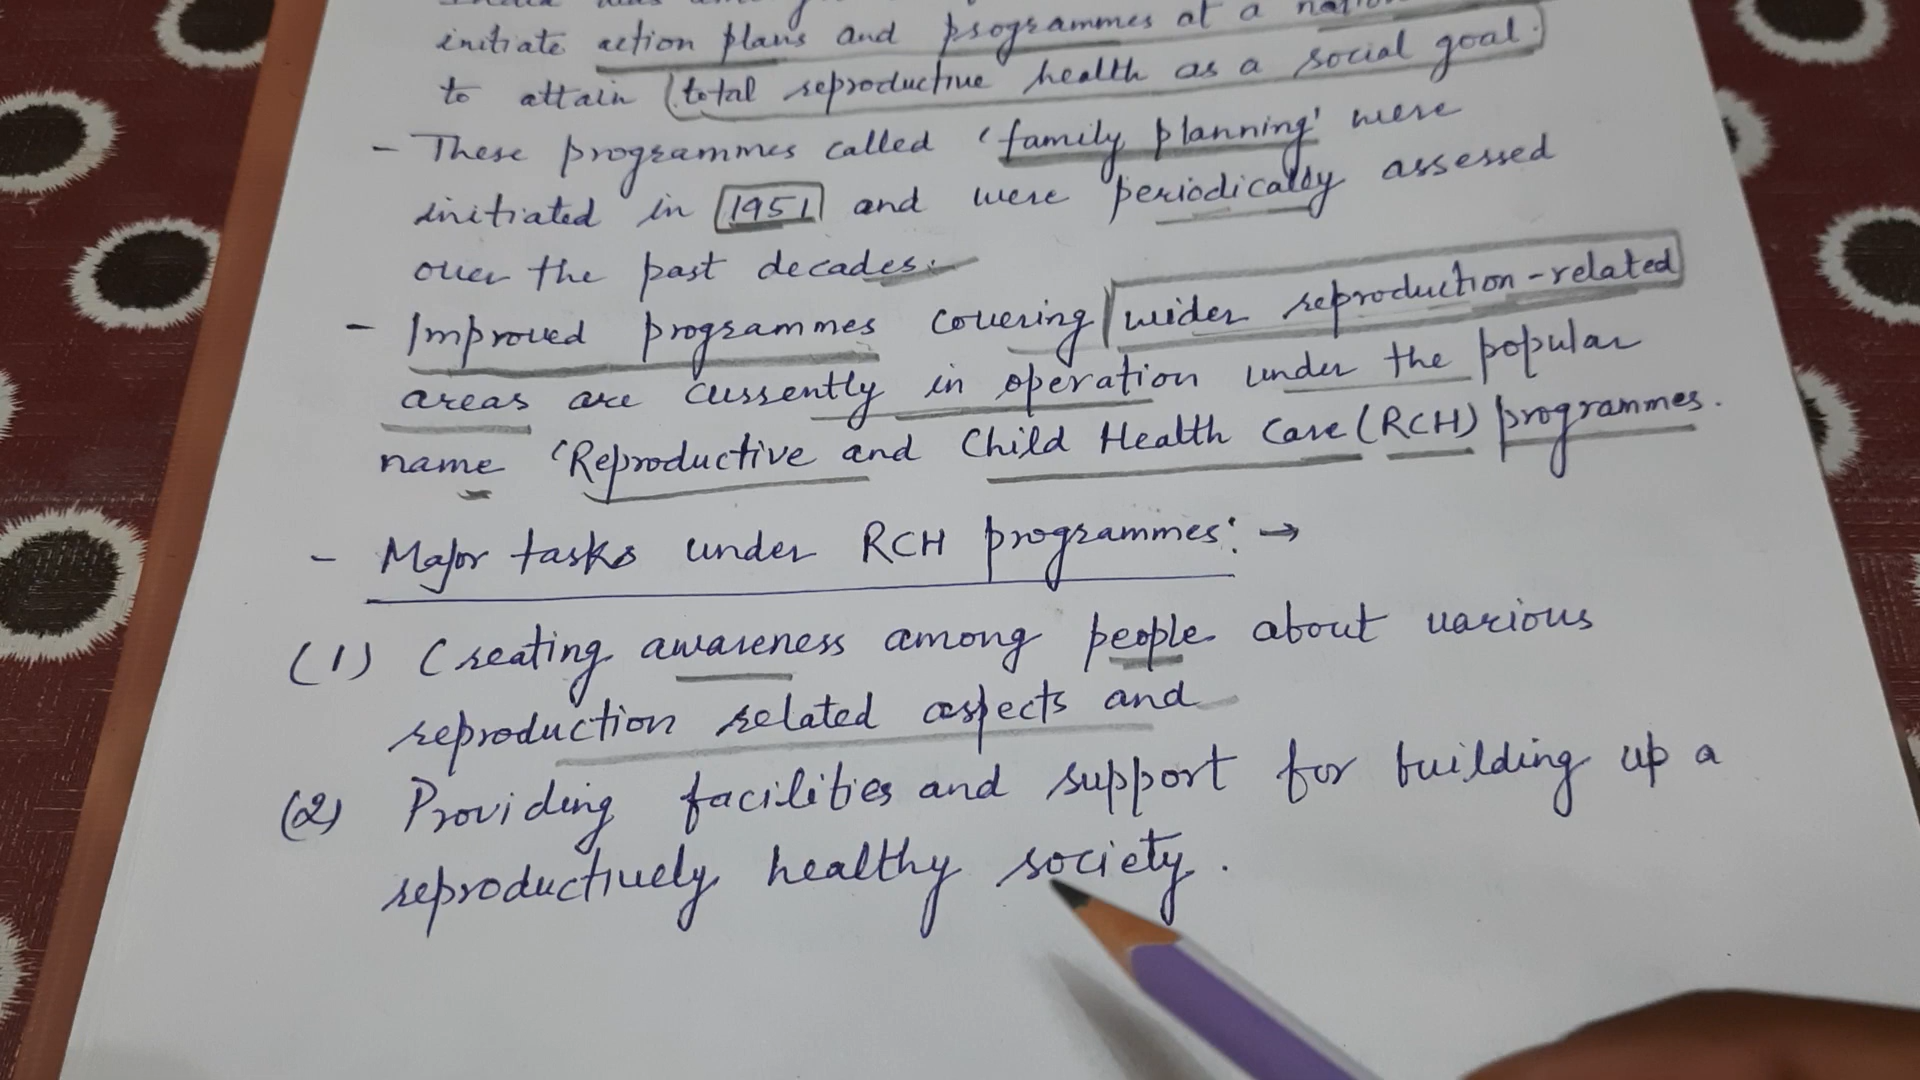 India was
initiate action plans and programmes at a
to attain (total reproductive health as a social goal.
- These programmes called 'family planning' were
initiated in 1951 and were periodically assessed
over the past decades.
- Improved programmes covering wider reproduction-related
areas are currently in operation under the popular
name 'Reproductive and Child Health Care (RCH) programmes.
- Major tasks under RCH programmes: →
(1) Creating awareness among people about various
reproduction related aspects and
(2) Providing facilities and support for building up a
reproductively healthy society.